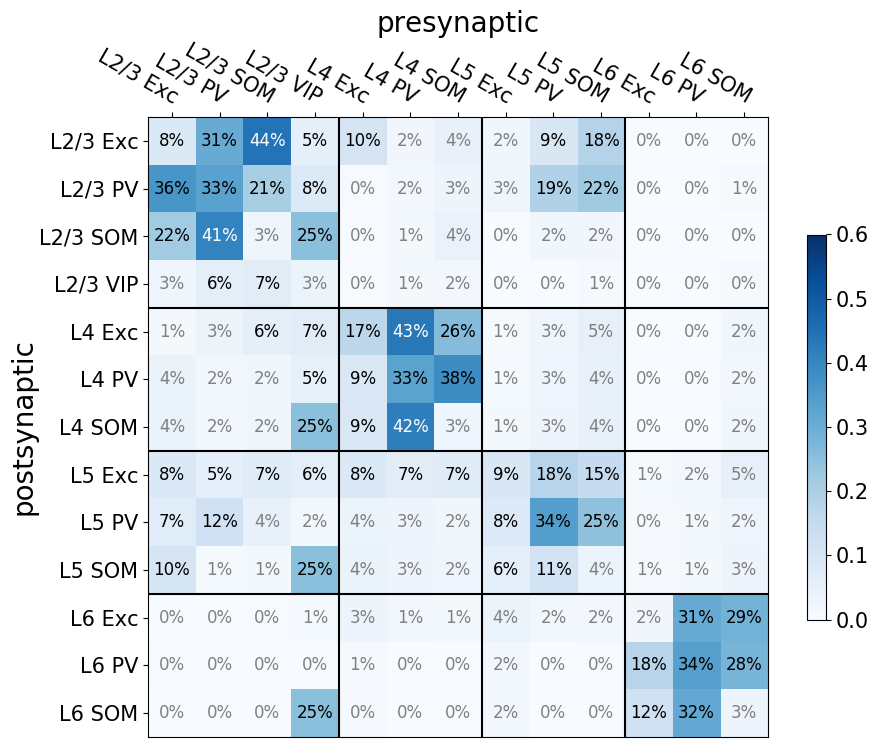 presynaptic
L2/3 Exc L2/3 PV L2/3 SOM L2/3 VIP L4 Exc L4 PV L4 SOM L5 Exc L5 PV L5 SOM L6 Exc L6 PV L6 SOM
postsynaptic
L2/3 Exc 8% 31% 44% 5% 10% 2% 4% 2% 9% 18% 0% 0% 0%
L2/3 PV 36% 33% 21% 8% 0% 2% 3% 3% 19% 22% 0% 0% 1%
L2/3 SOM 22% 41% 3% 25% 0% 1% 4% 0% 2% 2% 0% 0% 0%
L2/3 VIP 3% 6% 7% 3% 0% 1% 2% 0% 0% 1% 0% 0% 0%
L4 Exc 1% 3% 6% 7% 17% 43% 26% 1% 3% 5% 0% 0% 2%
L4 PV 4% 2% 2% 5% 9% 33% 38% 1% 3% 4% 0% 0% 2%
L4 SOM 4% 2% 2% 25% 9% 42% 3% 1% 3% 4% 0% 0% 2%
L5 Exc 8% 5% 7% 6% 8% 7% 7% 9% 18% 15% 1% 2% 5%
L5 PV 7% 12% 4% 2% 4% 3% 2% 8% 34% 25% 0% 1% 2%
L5 SOM 10% 1% 1% 25% 4% 3% 2% 6% 11% 4% 1% 1% 3%
L6 Exc 0% 0% 0% 1% 3% 1% 1% 4% 2% 2% 2% 31% 29%
L6 PV 0% 0% 0% 0% 1% 0% 0% 2% 0% 0% 18% 34% 28%
L6 SOM 0% 0% 0% 25% 0% 0% 0% 2% 0% 0% 12% 32% 3%
0.6
0.5
0.4
0.3
0.2
0.1
0.0